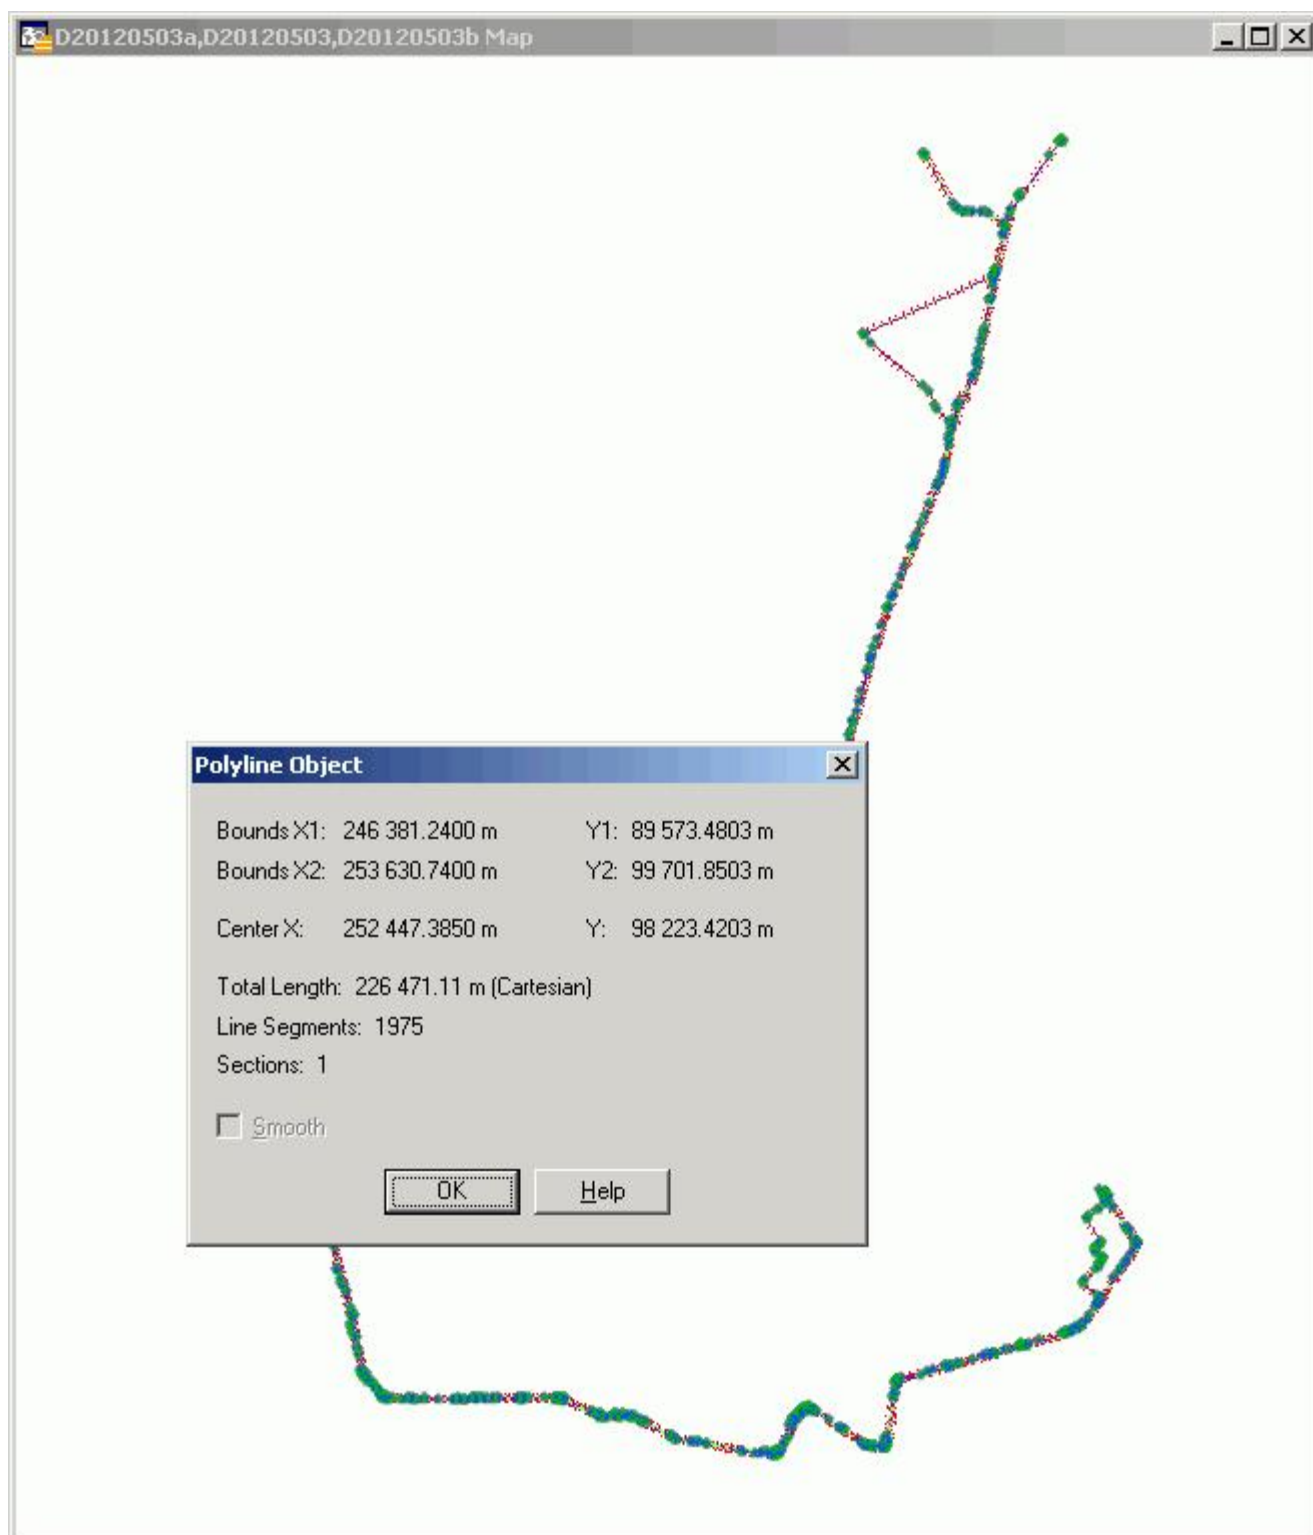 D20120503a,D20120503,D20120503b Map
Polyline Object
Bounds X1: 246 381.2400 m Y1: 89 573.4803 m
Bounds X2: 253 630.7400 m Y2: 99 701.8503 m
Center X: 252 447.3850 m Y: 98 223.4203 m
Total Length: 226 471.11 m (Cartesian)
Line Segments: 1975
Sections: 1
Smooth
OK Help